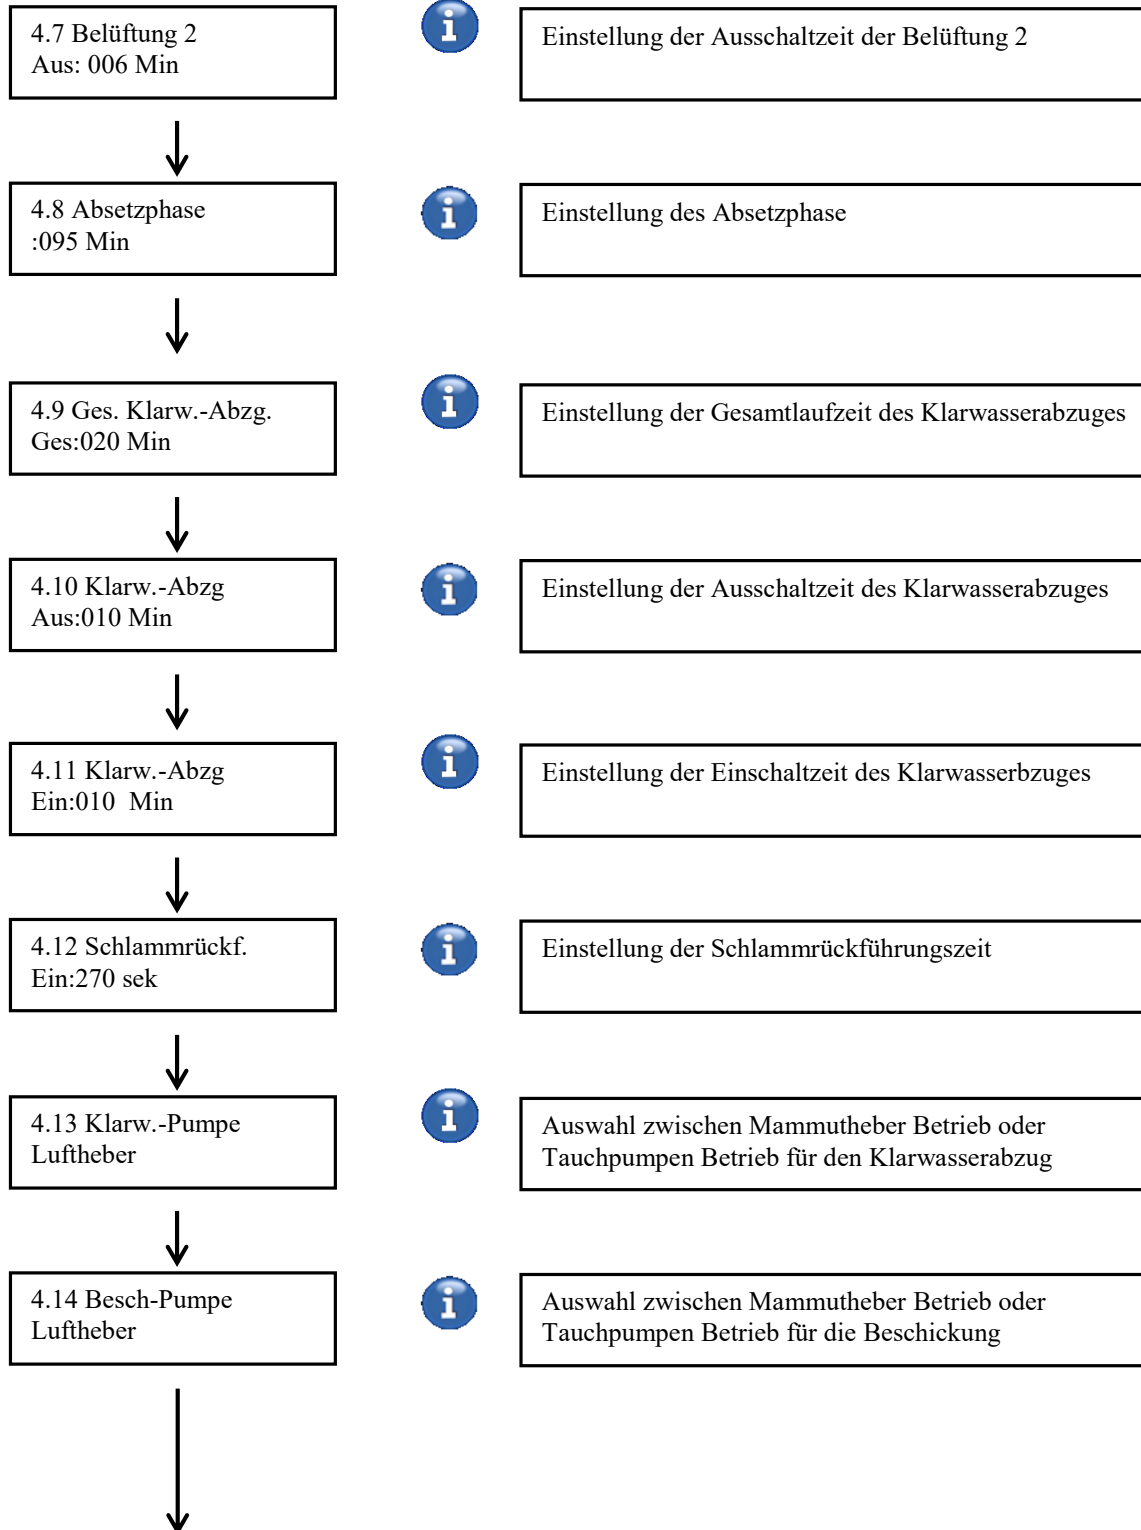 4.7 Belüftung 2
Aus: 006 Min
Einstellung der Ausschaltzeit der Belüftung 2
4.8 Absetzphase
:095 Min
Einstellung des Absetzphase
4.9 Ges. Klarw.-Abzg.
Ges:020 Min
Einstellung der Gesamtlaufzeit des Klarwasserabzuges
4.10 Klarw.-Abzg
Aus:010 Min
Einstellung der Ausschaltzeit des Klarwasserabzuges
4.11 Klarw.-Abzg
Ein:010  Min
Einstellung der Einschaltzeit des Klarwasserbzuges
4.12 Schlammrückf.
Ein:270 sek
Einstellung der Schlammrückführungszeit
4.13 Klarw.-Pumpe
Luftheber
Auswahl zwischen Mammutheber Betrieb oder
Tauchpumpen Betrieb für den Klarwasserabzug
4.14 Besch-Pumpe
Luftheber
Auswahl zwischen Mammutheber Betrieb oder
Tauchpumpen Betrieb für die Beschickung